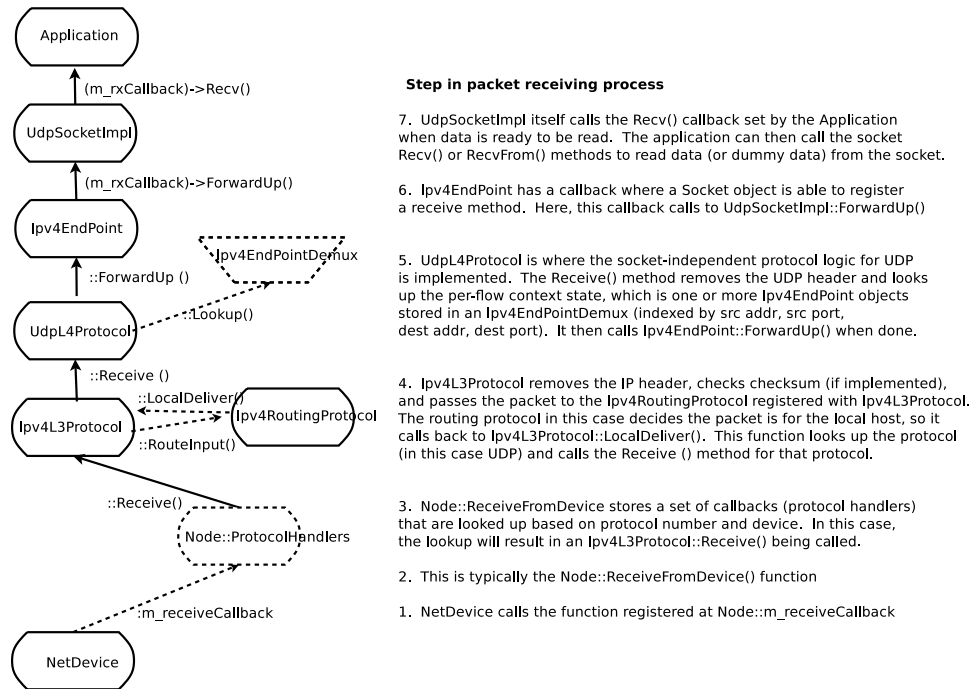 Application
(m_rxCallback)->Recv()
UdpSocketImpl
(m_rxCallback)->ForwardUp()
Ipv4EndPoint
Ipv4EndPointDemux
::ForwardUp ()
::Lookup()
UdpL4Protocol
::Receive ()
::LocalDeliver()
Ipv4L3Protocol
Ipv4RoutingProtocol
::RouteInput()
::Receive()
Node::ProtocolHandlers
:m_receiveCallback
NetDevice
Step in packet receiving process
7. UdpSocketImpl itself calls the Recv() callback set by the Application
when data is ready to be read. The application can then call the socket
Recv() or RecvFrom() methods to read data (or dummy data) from the socket.
6. Ipv4EndPoint has a callback where a Socket object is able to register
a receive method. Here, this callback calls to UdpSocketImpl::ForwardUp()
5. UdpL4Protocol is where the socket-independent protocol logic for UDP
is implemented. The Receive() method removes the UDP header and looks
up the per-flow context state, which is one or more Ipv4EndPoint objects
stored in an Ipv4EndPointDemux (indexed by src addr, src port,
dest addr, dest port). It then calls Ipv4EndPoint::ForwardUp() when done.
4. Ipv4L3Protocol removes the IP header, checks checksum (if implemented),
and passes the packet to the Ipv4RoutingProtocol registered with Ipv4L3Protocol.
The routing protocol in this case decides the packet is for the local host, so it
calls back to Ipv4L3Protocol::LocalDeliver(). This function looks up the protocol
(in this case UDP) and calls the Receive () method for that protocol.
3. Node::ReceiveFromDevice stores a set of callbacks (protocol handlers)
that are looked up based on protocol number and device. In this case,
the lookup will result in an Ipv4L3Protocol::Receive() being called.
2. This is typically the Node::ReceiveFromDevice() function
1. NetDevice calls the function registered at Node::m_receiveCallback